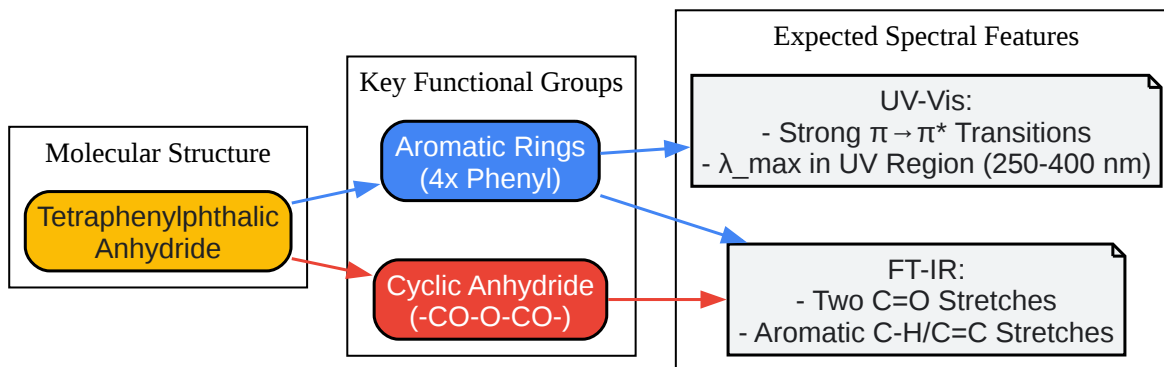 Molecular Structure
Tetraphenylphthalic
Anhydride
Key Functional Groups
Aromatic Rings
(4x Phenyl)
Cyclic Anhydride
(-CO-O-CO-)
Expected Spectral Features
UV-Vis:
- Strong π→π* Transitions
- λ_max in UV Region (250-400 nm)
FT-IR:
- Two C=O Stretches
- Aromatic C-H/C=C Stretches